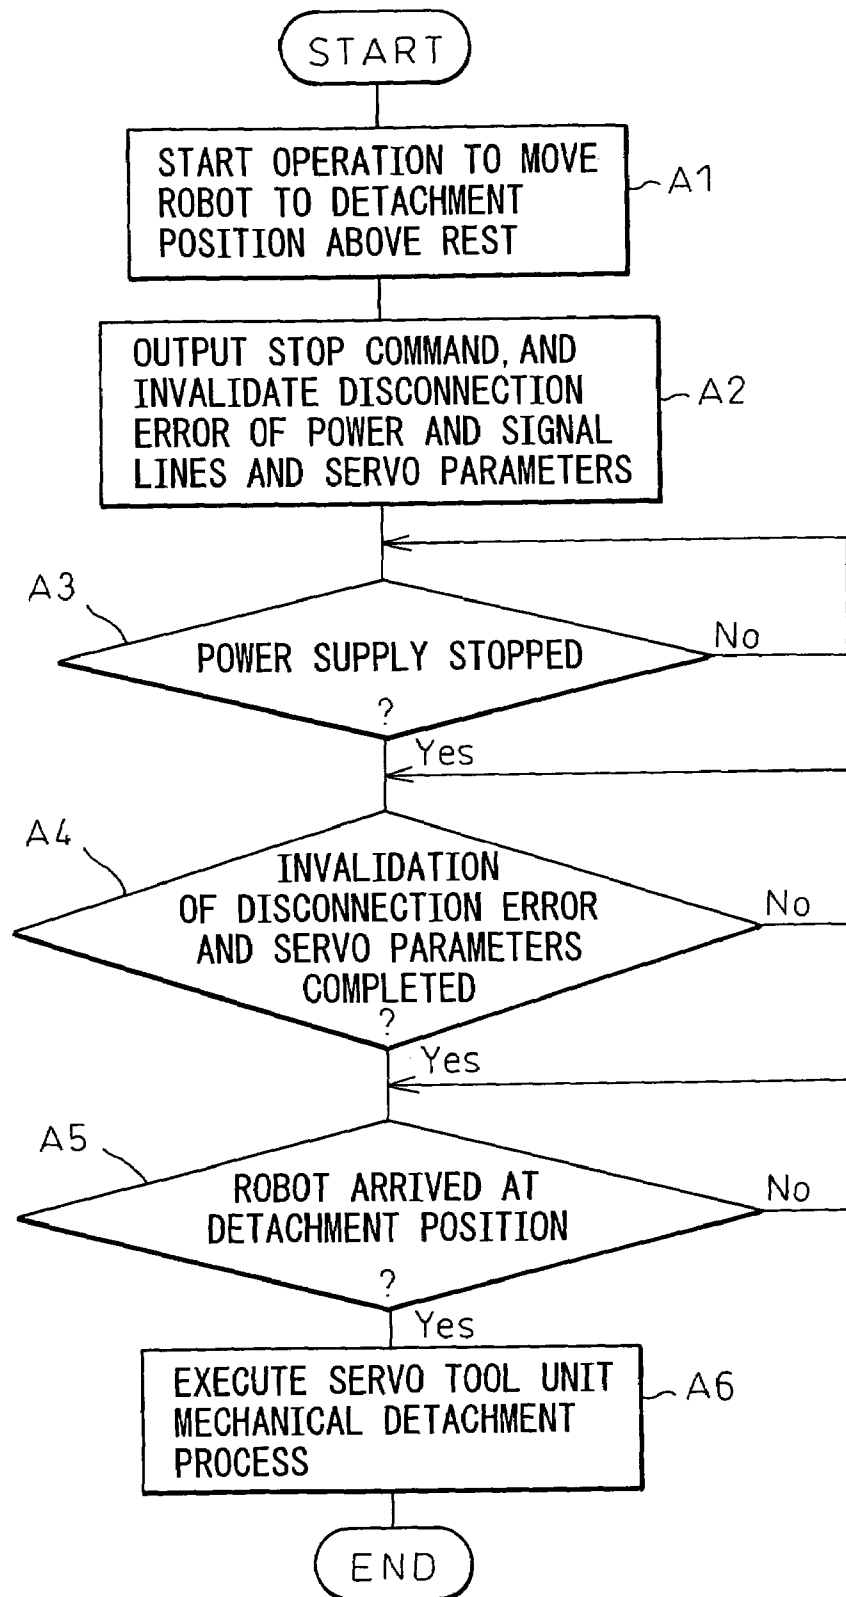 START
START OPERATION TO MOVE
ROBOT TO DETACHMENT
POSITION ABOVE REST
A1
OUTPUT STOP COMMAND, AND
INVALIDATE DISCONNECTION
ERROR OF POWER AND SIGNAL
LINES AND SERVO PARAMETERS
A2
A3
POWER SUPPLY STOPPED
?
No
Yes
A4
INVALIDATION
OF DISCONNECTION ERROR
AND SERVO PARAMETERS
COMPLETED
?
No
Yes
A5
ROBOT ARRIVED AT
DETACHMENT POSITION
?
No
Yes
EXECUTE SERVO TOOL UNIT
MECHANICAL DETACHMENT
PROCESS
A6
END